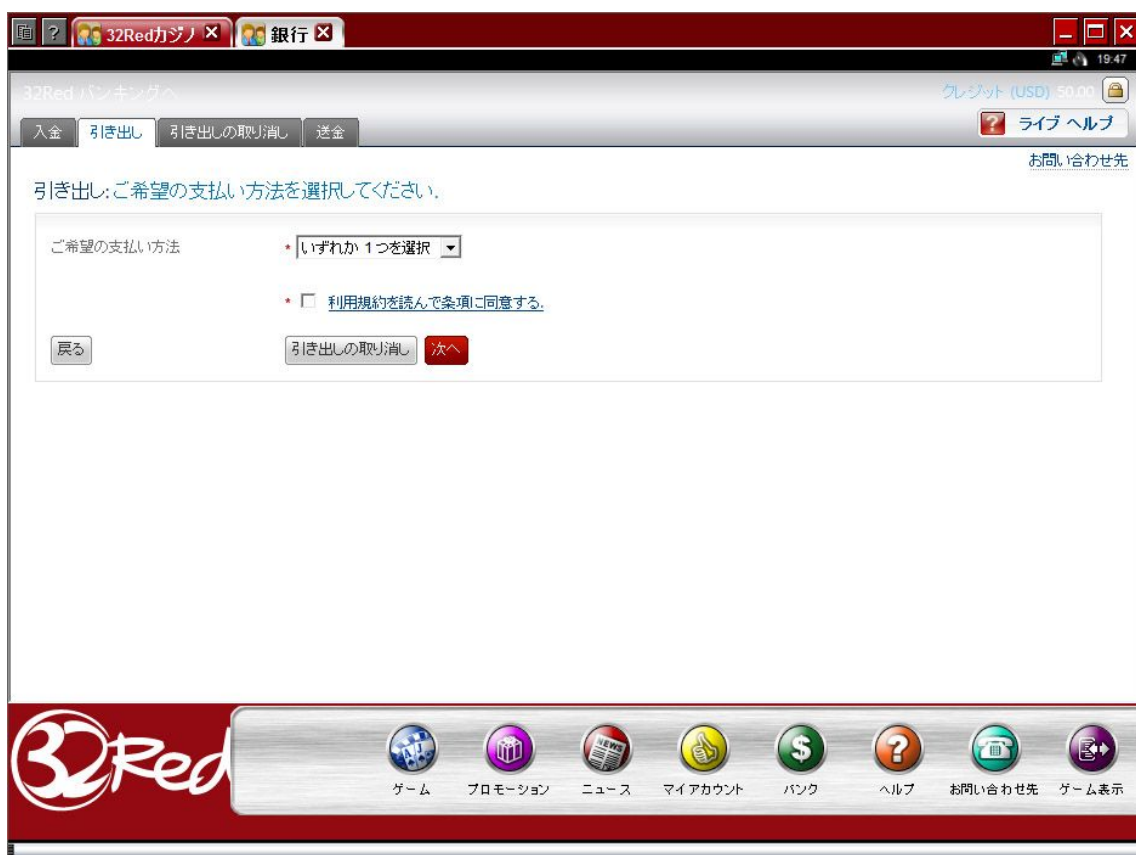 32Redカジノ 銀行
19:47
32Red バンキングへ クレジット (USD) 50.00
入金 引き出し 引き出しの取り消し 送金 ライブ ヘルプ
お問い合わせ先
引き出し:ご希望の支払い方法を選択してください.
ご希望の支払い方法 * いずれか 1つを選択
* 利用規約を読んで条項に同意する.
戻る 引き出しの取り消し 次へ
32Red
NEWS
ゲーム プロモーション ニュース マイアカウント バンク ヘルプ お問い合わせ先 ゲーム表示